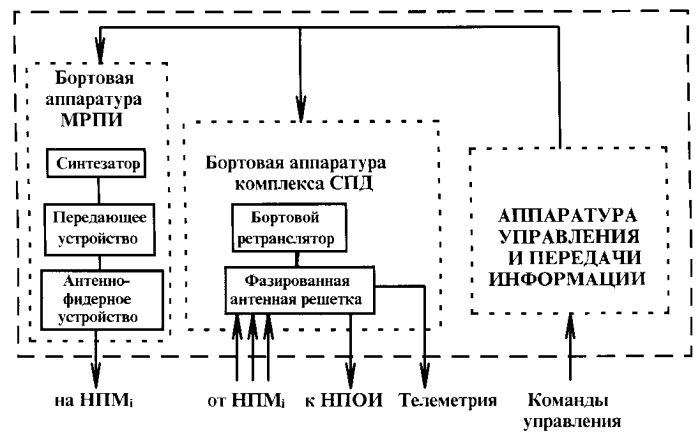 Бортовая
аппаратура
МРПИ
Синтезатор
Передающее
устройство
Антенно-
фидерное
устройство
Бортовая аппаратура
комплекса СПД
Бортовой
ретранслятор
Фазированная
антенная решетка
АППАРАТУРА
УПРАВЛЕНИЯ
И ПЕРЕДАЧИ
ИНФОРМАЦИИ
на НПМi
от НПМi
к НПОИ
Телеметрия
Команды
управления